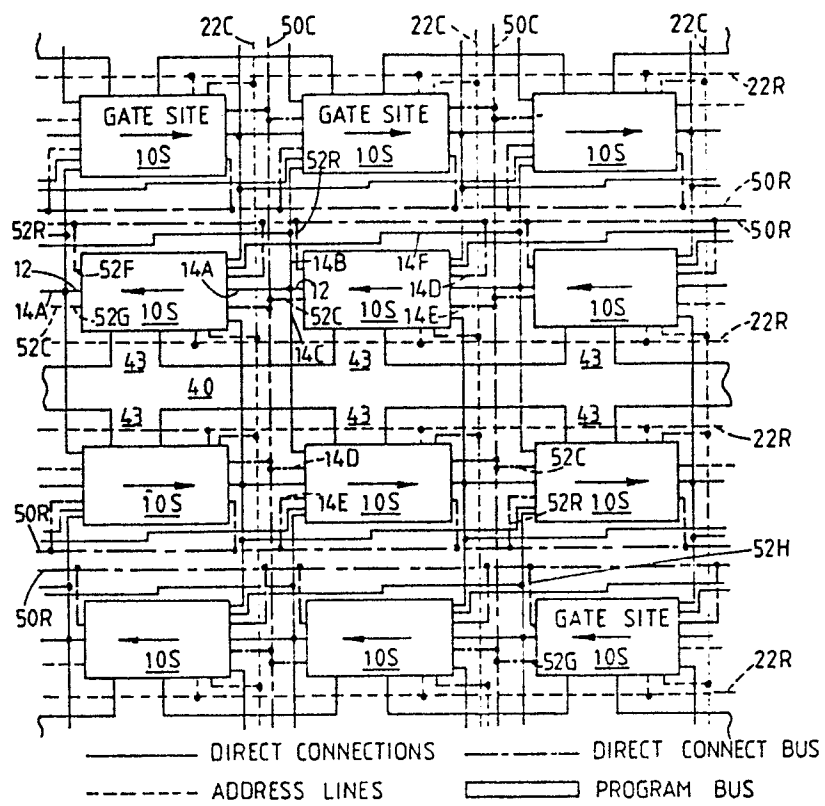 22C 50C 50C 22C
GATE SITE GATE SITE 22R
10S 10S 10S
52R
50R
50R
52R
12 52F 14A 14B 14F 12 14D
14A 52G 10S 52C 10S 14E 10S
52C 14C 22R
43 43 43
40
43 43 43
22R
14D 52C
10S 14E 10S 10S
50R 52R
52H
50R
GATE SITE
10S 10S 52G 10S
22R
DIRECT CONNECTIONS DIRECT CONNECT BUS
ADDRESS LINES PROGRAM BUS